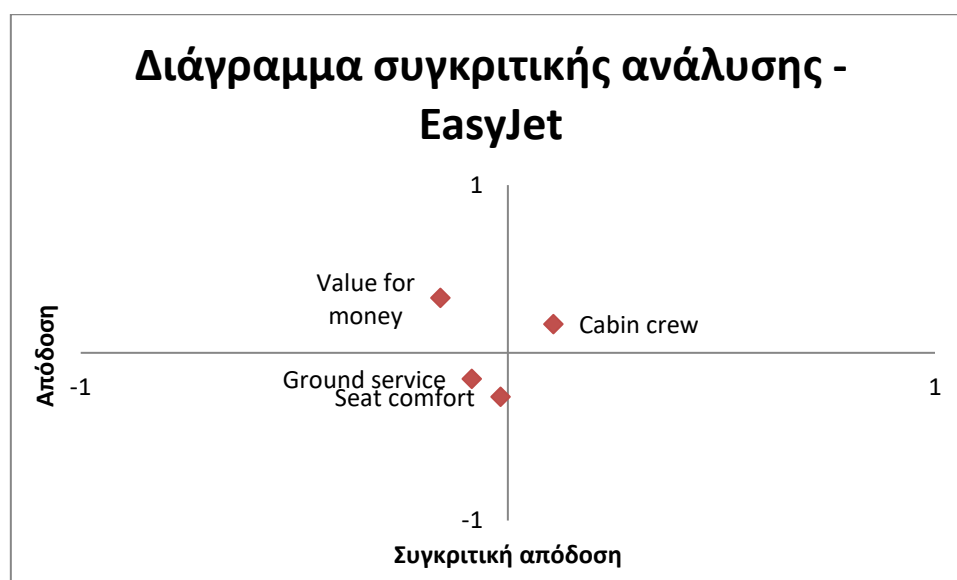 Διάγραμμα συγκριτικής ανάλυσης -
EasyJet
1
Value for
money
Cabin crew
Απόδοση
-1
1
Ground service
Seat comfort
-1
Συγκριτική απόδοση